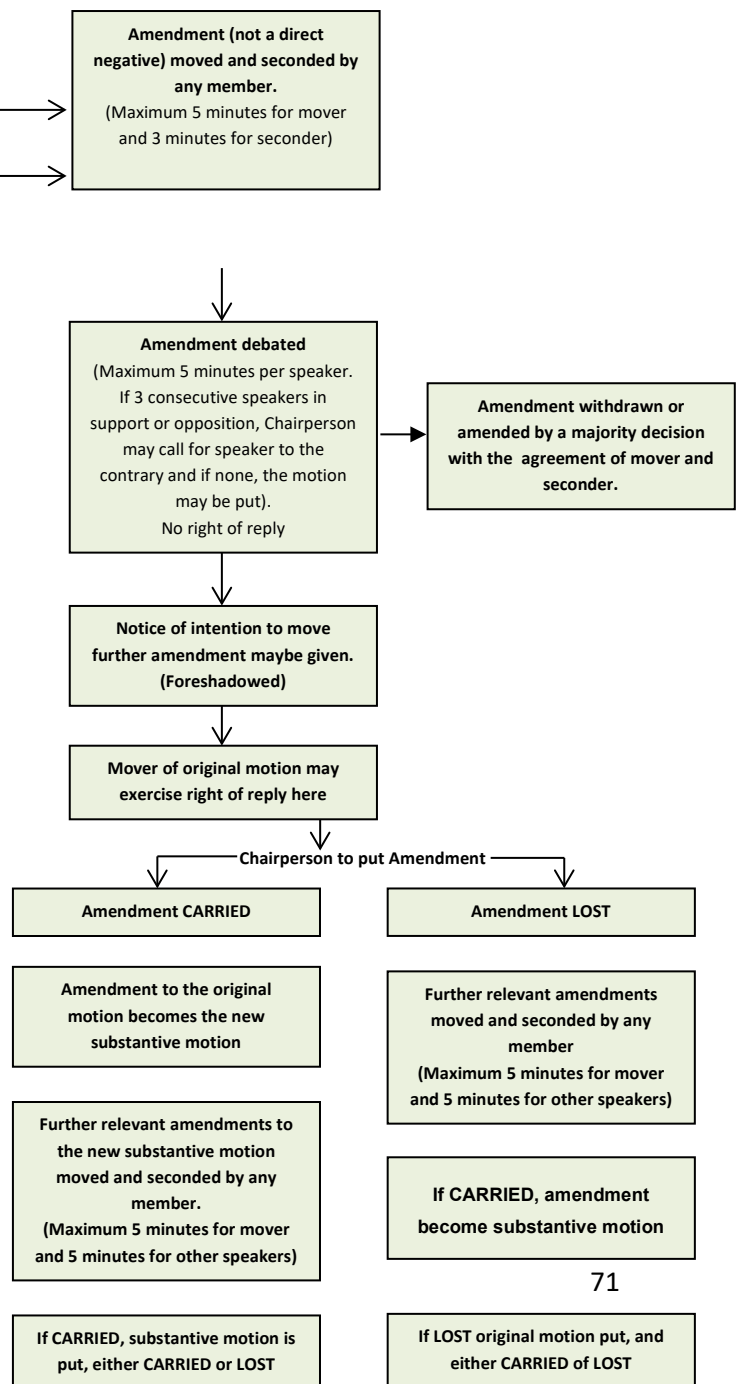 Amendment (not a direct
negative) moved and seconded by
any member.
(Maximum 5 minutes for mover
and 3 minutes for seconder)
Amendment debated
(Maximum 5 minutes per speaker.
If 3 consecutive speakers in
support or opposition, Chairperson
may call for speaker to the
contrary and if none, the motion
may be put).
No right of reply
Amendment withdrawn or
amended by a majority decision
with the agreement of mover and
seconder.
Notice of intention to move
further amendment maybe given.
(Foreshadowed)
Mover of original motion may
exercise right of reply here
Chairperson to put Amendment
Amendment CARRIED
Amendment to the original
motion becomes the new
substantive motion
Further relevant amendments to
the new substantive motion
moved and seconded by any
member.
(Maximum 5 minutes for mover
and 5 minutes for other speakers)
If CARRIED, substantive motion is
put, either CARRIED or LOST
Amendment LOST
Further relevant amendments
moved and seconded by any
member
(Maximum 5 minutes for mover
and 5 minutes for other speakers)
If CARRIED, amendment
become substantive motion
71
If LOST original motion put, and
either CARRIED of LOST